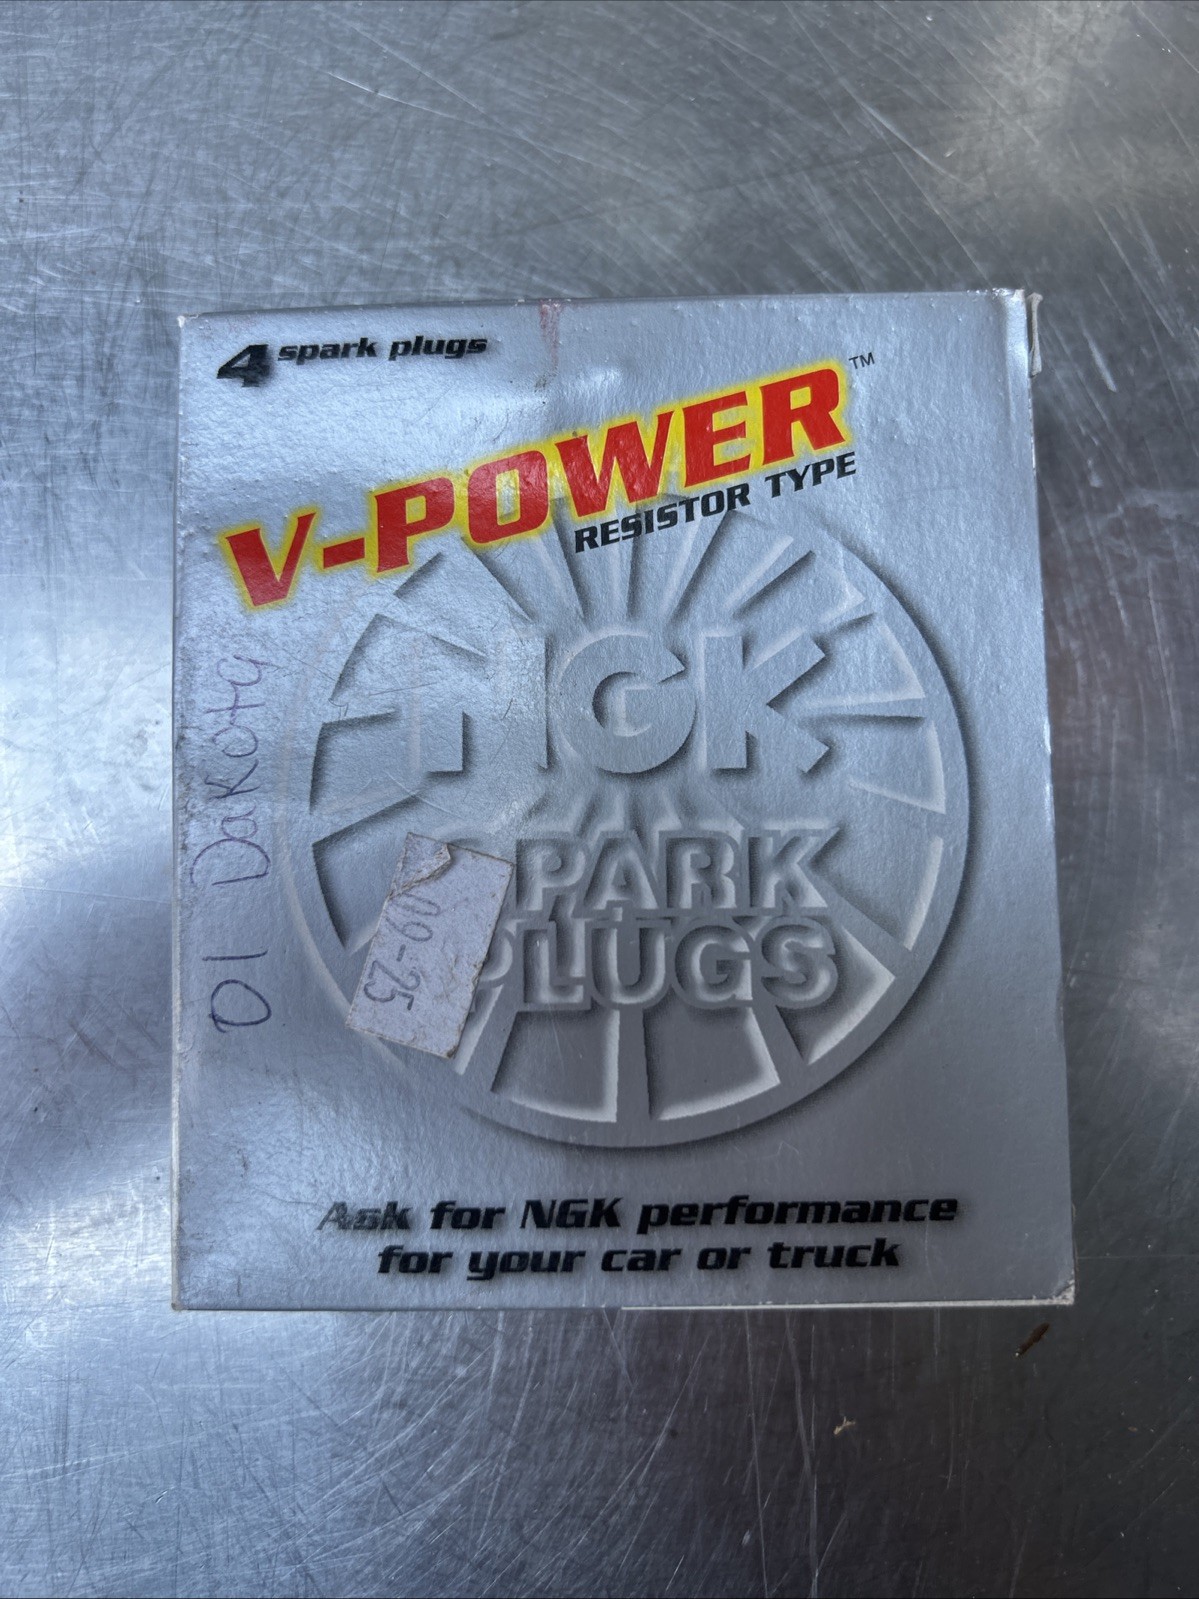 4 spark plugs
V-POWER™
RESISTOR TYPE
NGK
SPARK
PLUGS
01 Dakota
09-25
Ask for NGK performance
for your car or truck